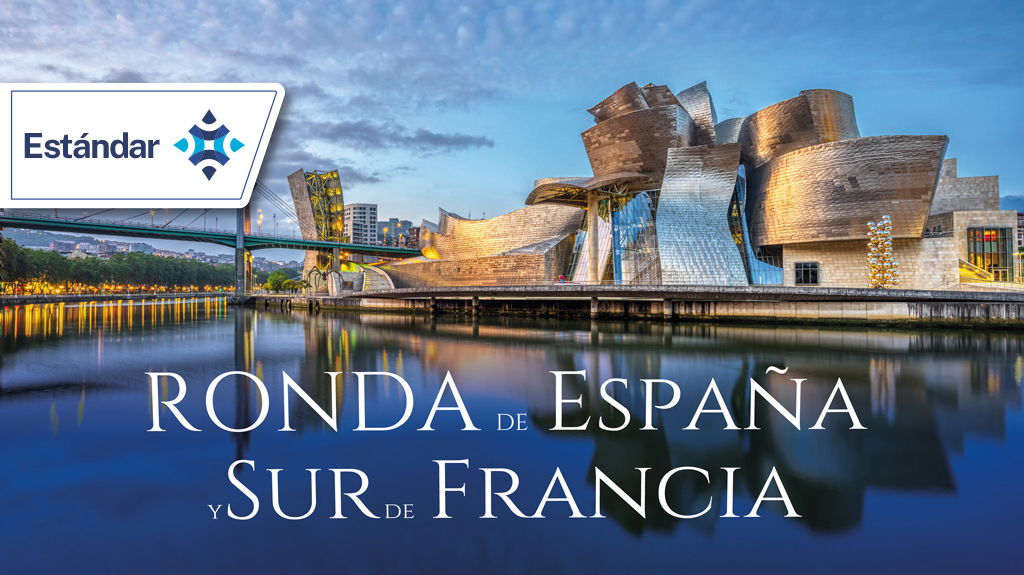 Estándar
RONDA DE ESPAÑA
Y SUR DE FRANCIA